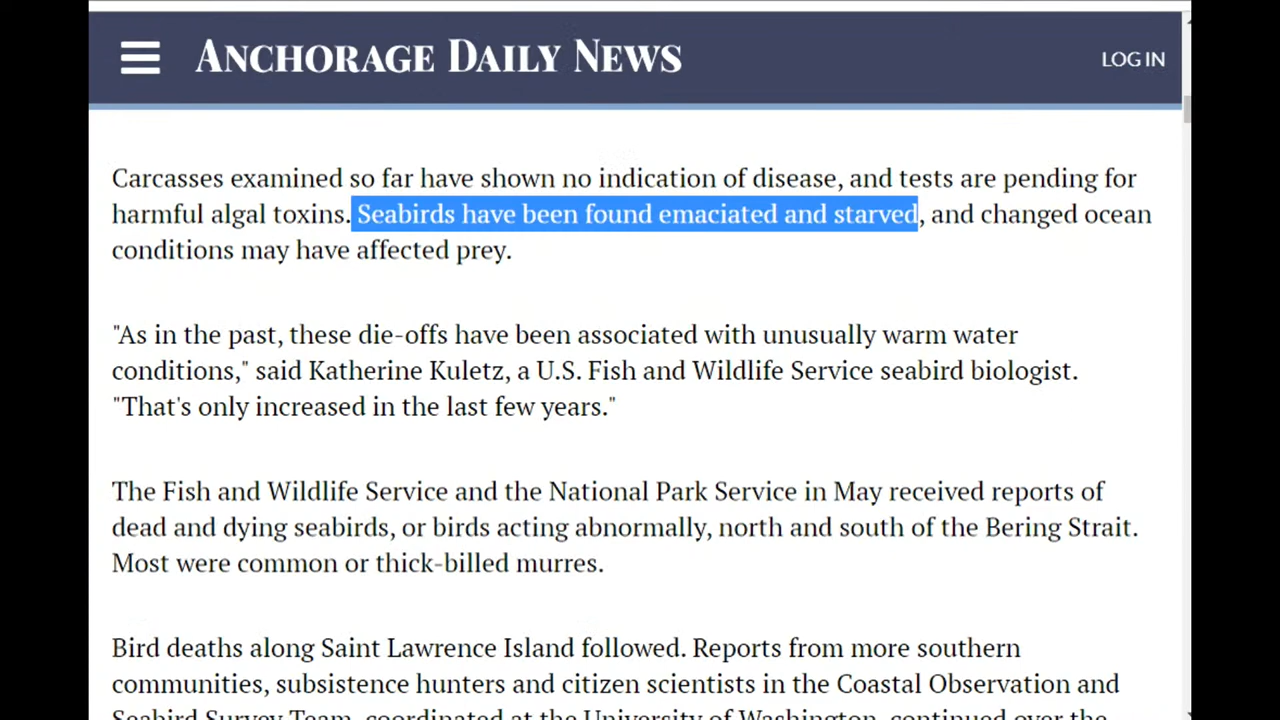 ANCHORAGE DAILY NEWS
LOG IN
Carcasses examined so far have shown no indication of disease, and tests are pending for
harmful algal toxins. Seabirds have been found emaciated and starved, and changed ocean
conditions may have affected prey.
"As in the past, these die-offs have been associated with unusually warm water
conditions," said Katherine Kuletz, a U.S. Fish and Wildlife Service seabird biologist.
"That's only increased in the last few years."
The Fish and Wildlife Service and the National Park Service in May received reports of
dead and dying seabirds, or birds acting abnormally, north and south of the Bering Strait.
Most were common or thick-billed murres.
Bird deaths along Saint Lawrence Island followed. Reports from more southern
communities, subsistence hunters and citizen scientists in the Coastal Observation and
Seabird Survey Team, coordinated at the University of Washington, continued over the